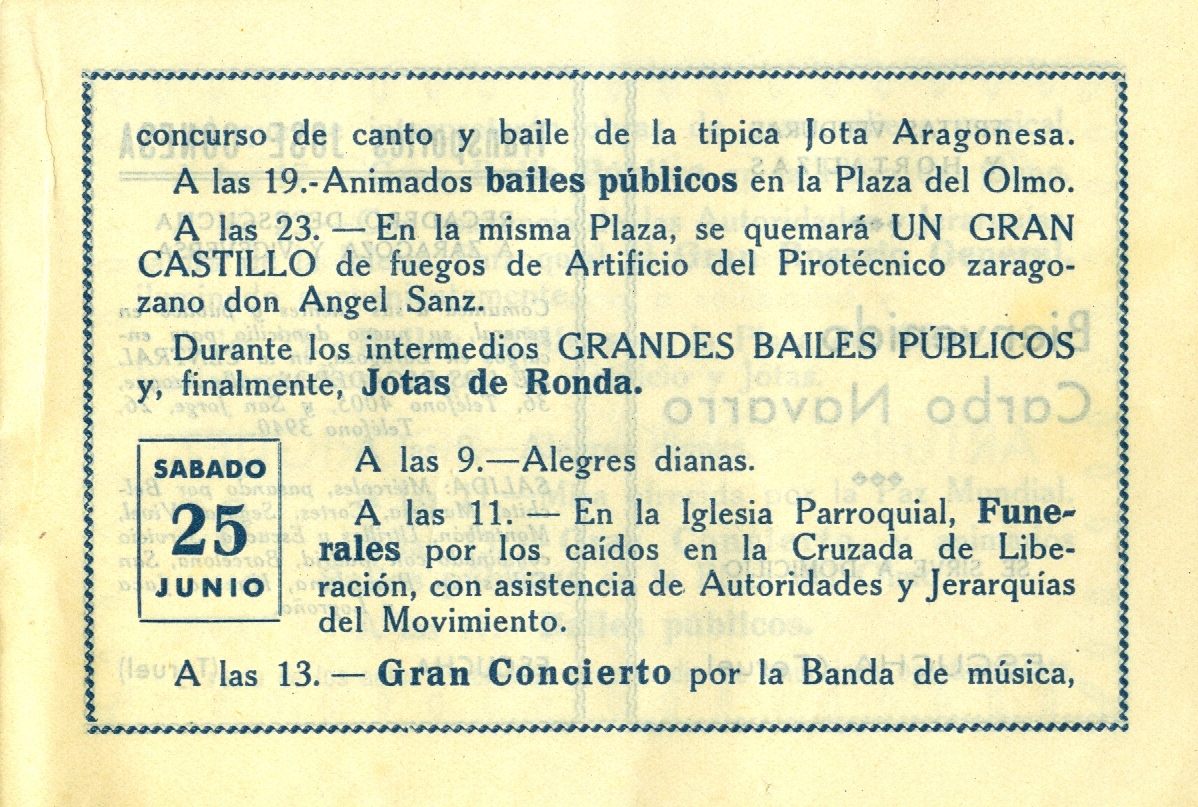 concurso de canto y baile de la típica Jota Aragonesa.
A las 19.-Animados bailes públicos en la Plaza del Olmo.
A las 23. — En la misma Plaza, se quemará UN GRAN
CASTILLO de fuegos de Artificio del Pirotécnico zarago-
zano don Angel Sanz.
Durante los intermedios GRANDES BAILES PÚBLICOS
y, finalmente, Jotas de Ronda.
SABADO
25
JUNIO
A las 9.—Alegres dianas.
A las 11. — En la Iglesia Parroquial, Fune-
rales por los caídos en la Cruzada de Libe-
ración, con asistencia de Autoridades y Jerarquías
del Movimiento.
A las 13. — Gran Concierto por la Banda de música,